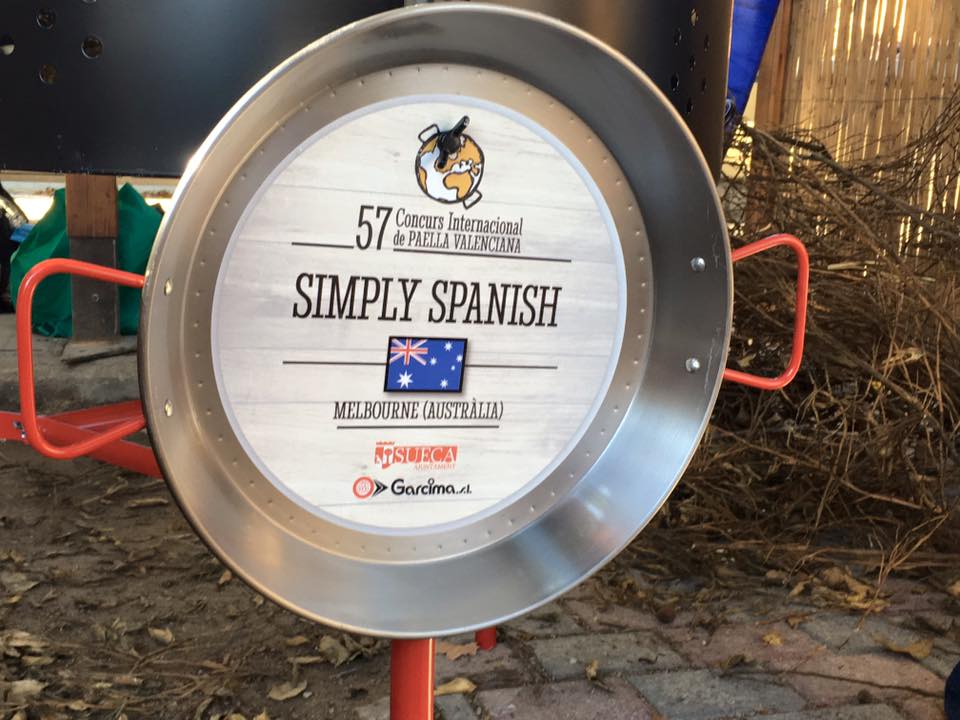 57 Concurs Internacional
de PAELLA VALENCIANA
SIMPLY SPANISH
MELBOURNE (AUSTRÀLIA)
SUECA
AJUNTAMENT
Garcima s.l.